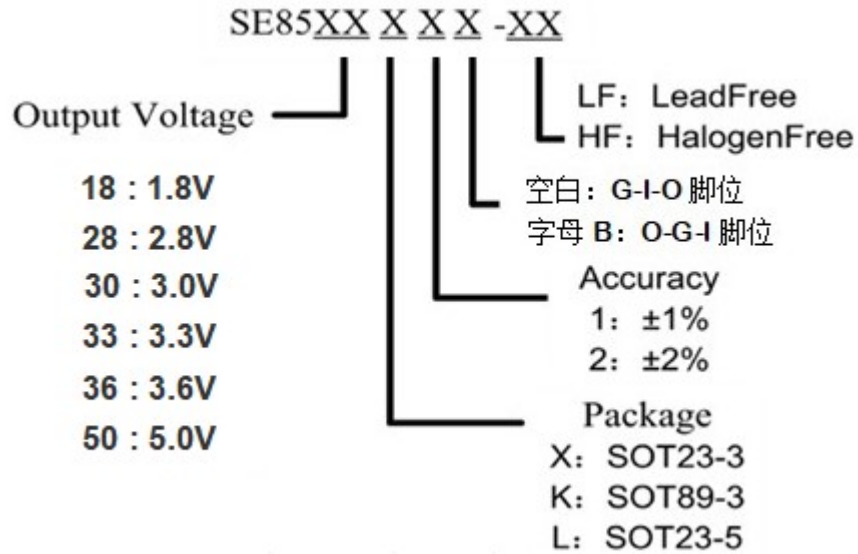 SE85XX X X X -XX
Output Voltage
18 : 1.8V
28 : 2.8V
30 : 3.0V
33 : 3.3V
36 : 3.6V
50 : 5.0V
LF: LeadFree
HF: HalogenFree
空白: G-I-O 脚位
字母 B: O-G-I 脚位
Accuracy
1: ±1%
2: ±2%
Package
X: SOT23-3
K: SOT89-3
L: SOT23-5